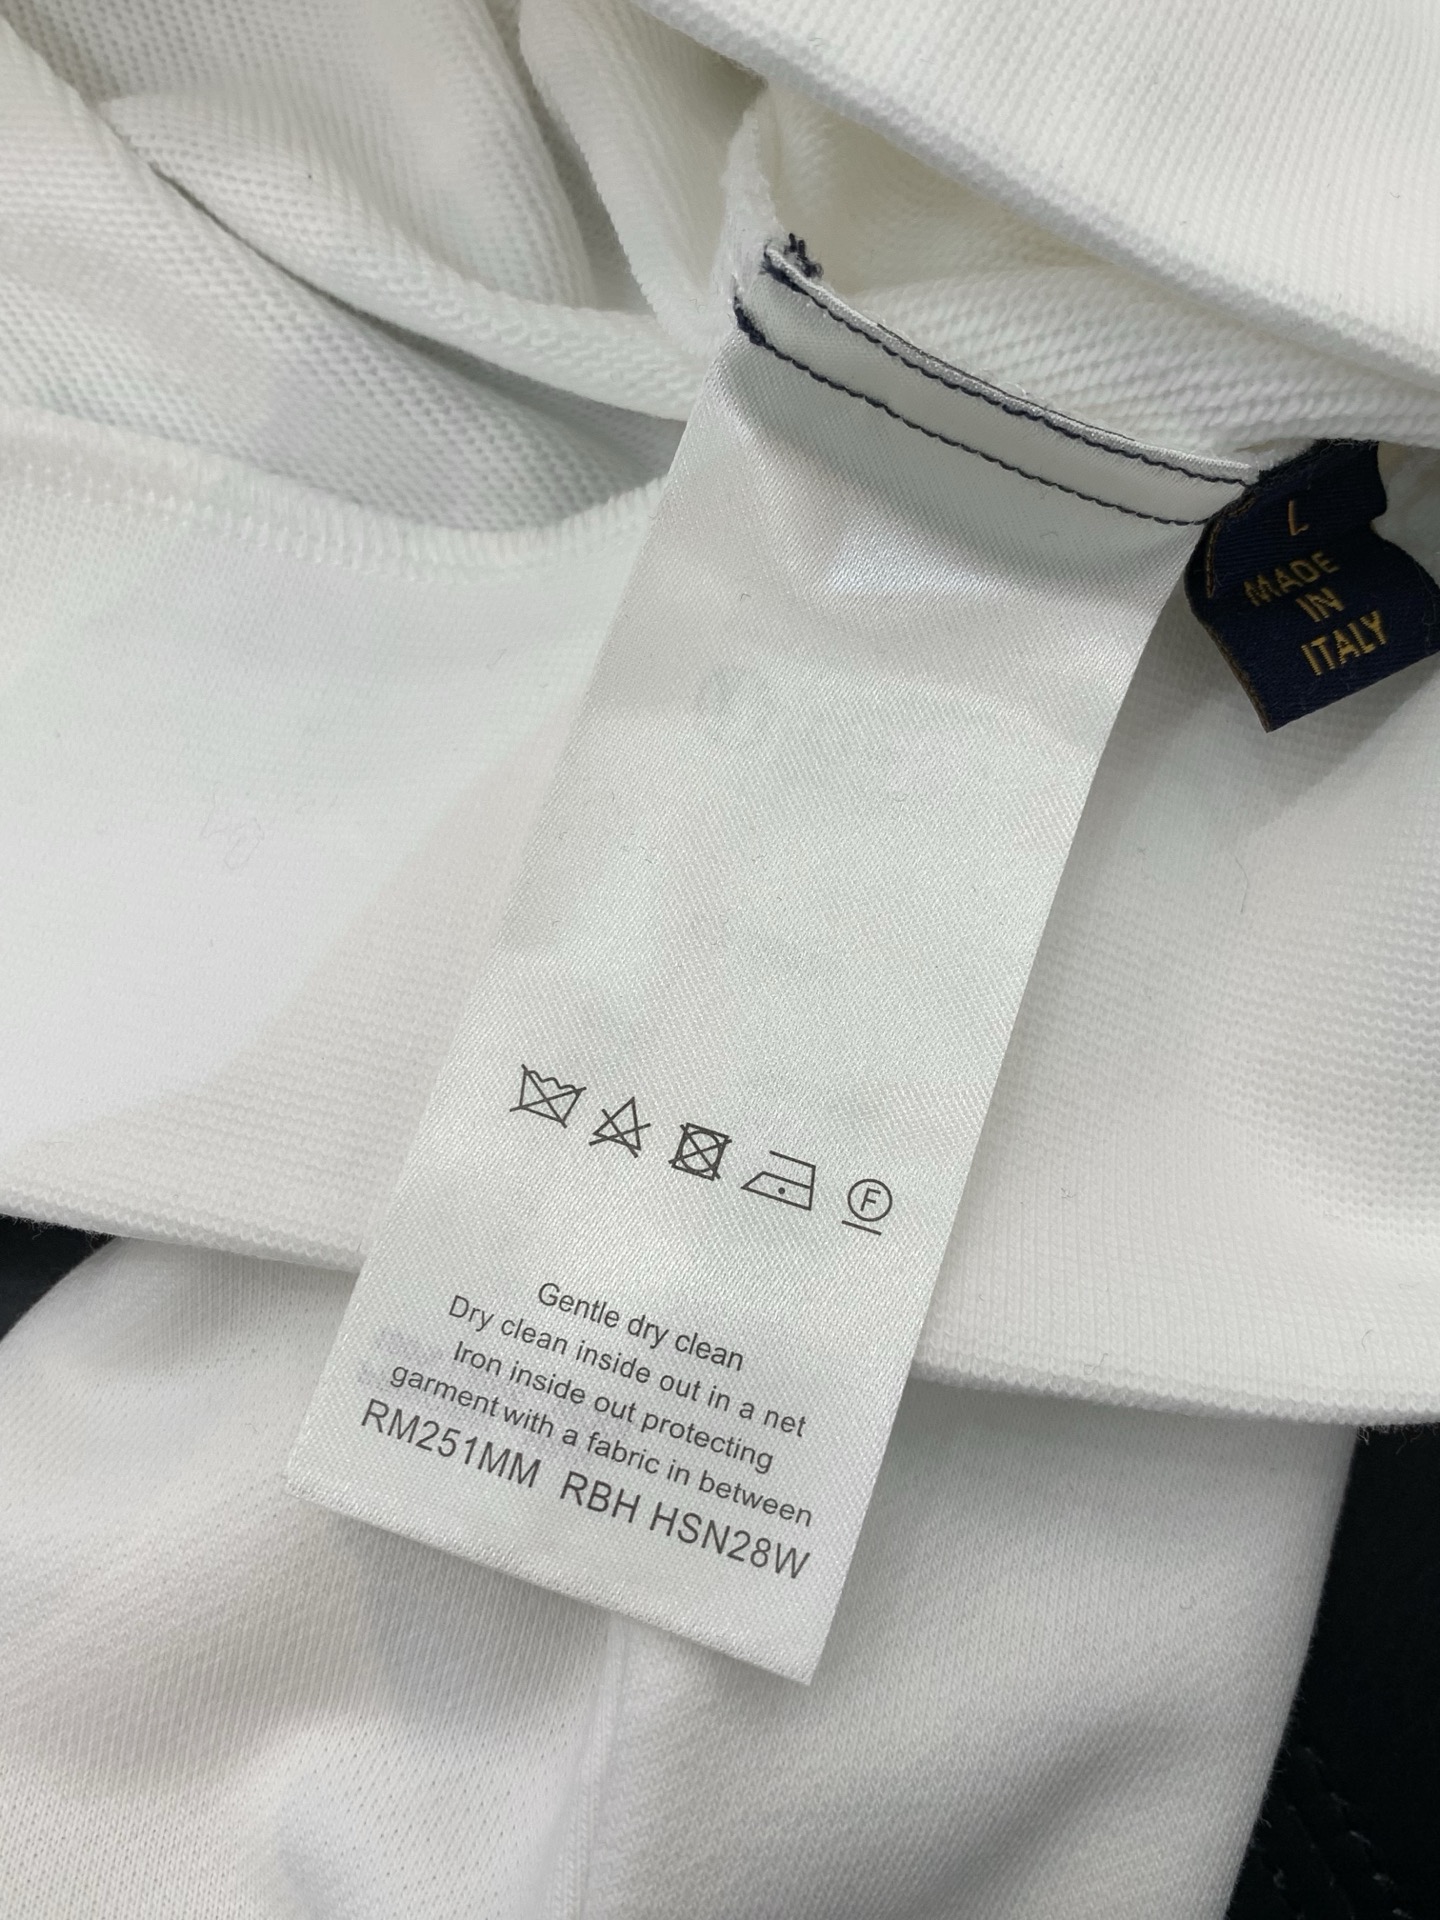 L
MADE
IN
ITALY
F
Gentle dry clean
Dry clean inside out in a net
Iron inside out protecting
garment with a fabric in between
RM251MM RBH HSN28W